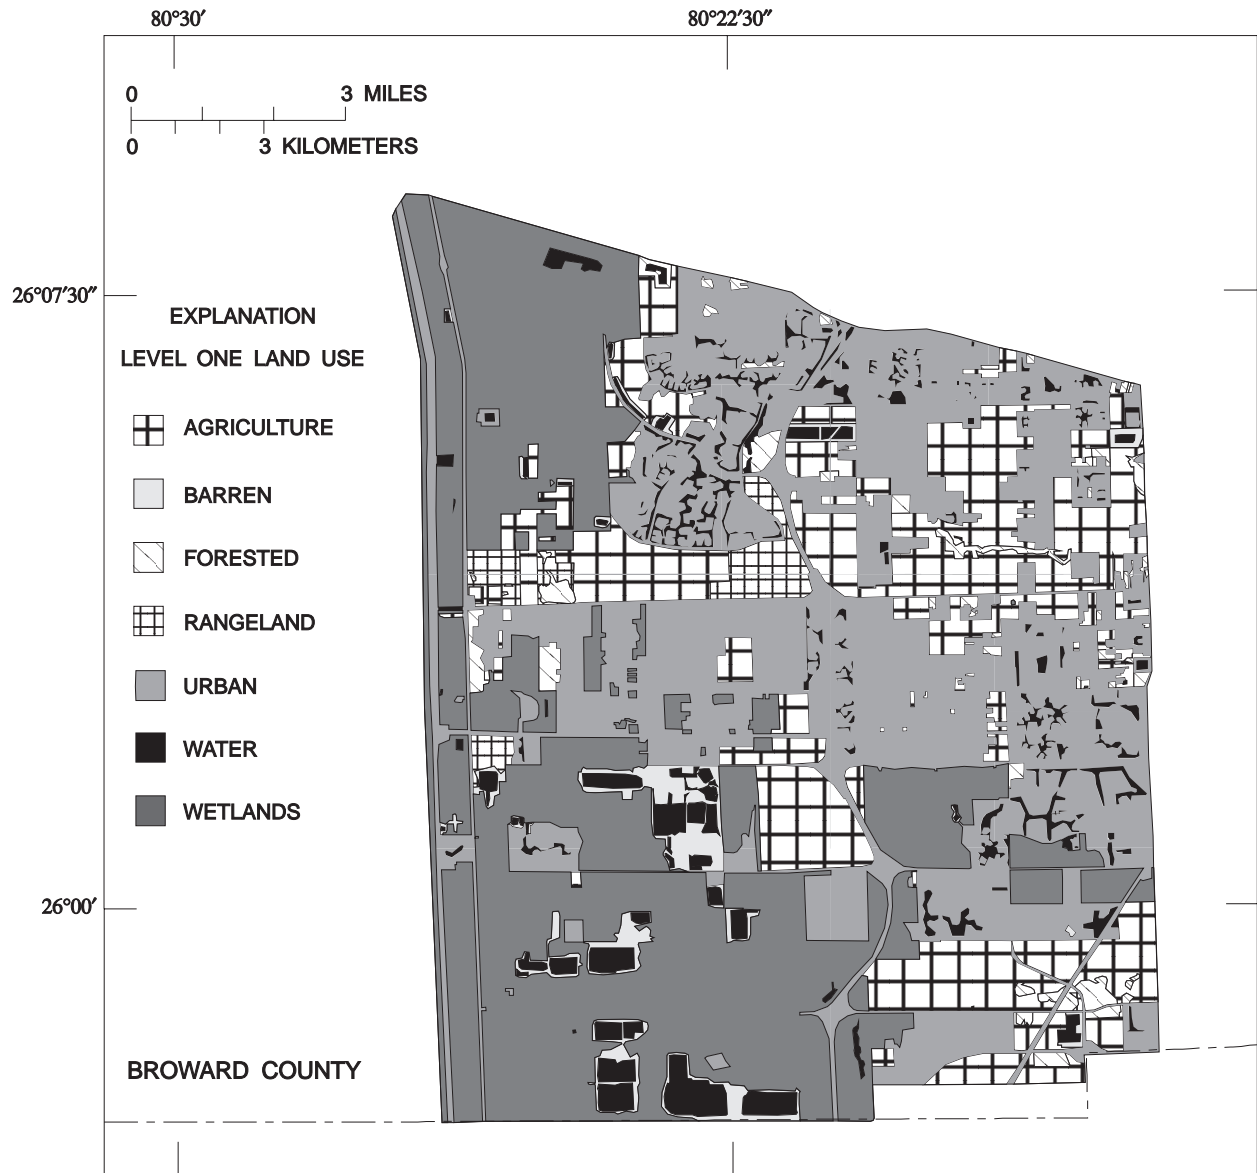 80°30′ 80°22′30″
0 3 MILES
0 3 KILOMETERS
26°07′30″
EXPLANATION
LEVEL ONE LAND USE
AGRICULTURE
BARREN
FORESTED
RANGELAND
URBAN
WATER
WETLANDS
26°00′
BROWARD COUNTY